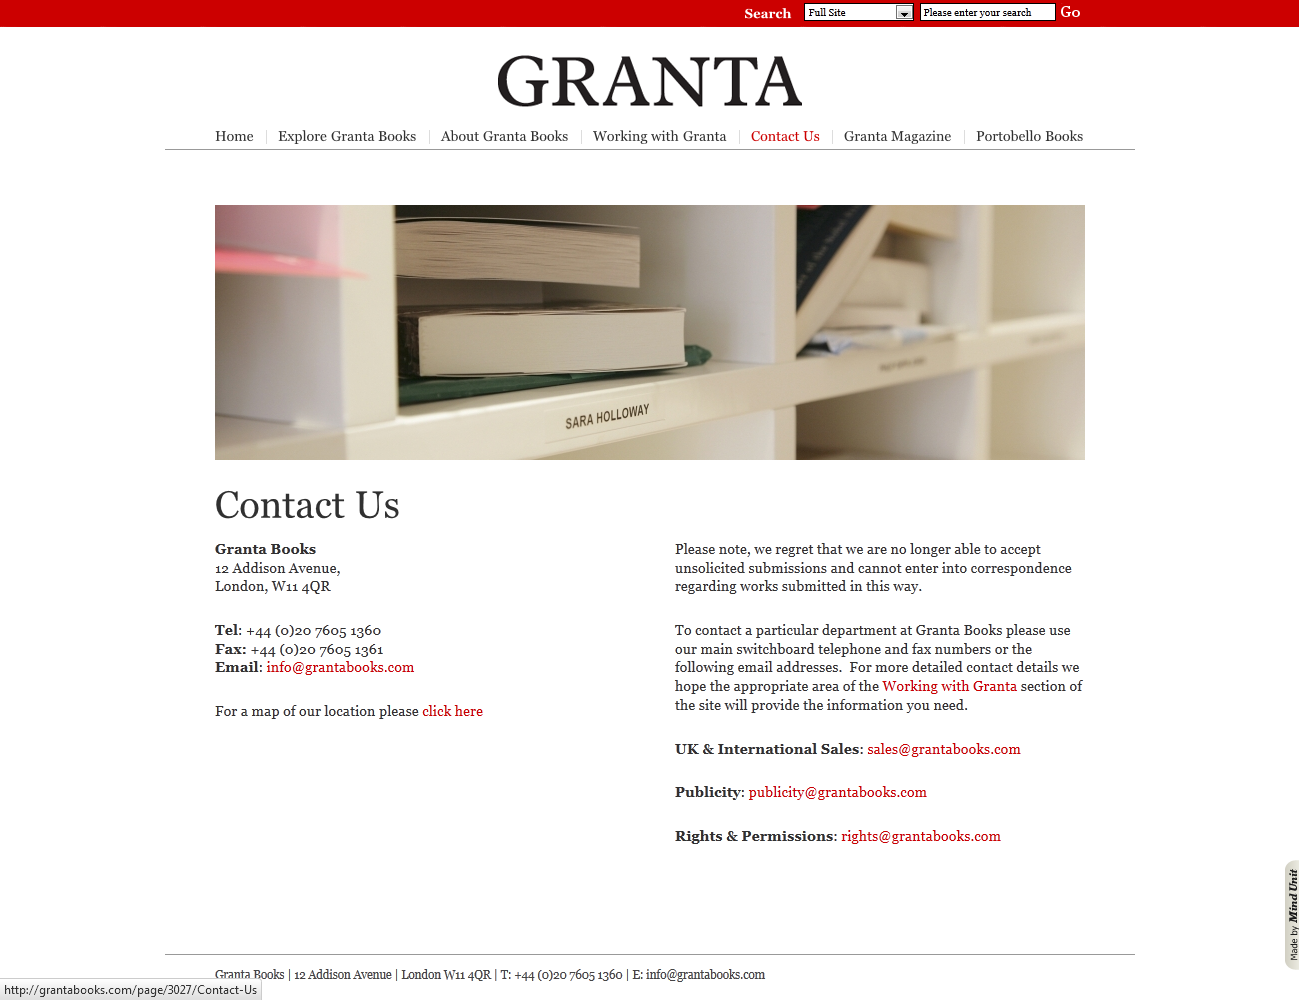 Search Full Site Please enter your search Go
GRANTA
Home Explore Granta Books About Granta Books Working with Granta Contact Us Granta Magazine Portobello Books
SARA HOLLOWAY
Contact Us
Granta Books
12 Addison Avenue,
London, W11 4QR
Tel: +44 (0)20 7605 1360
Fax: +44 (0)20 7605 1361
Email: info@grantabooks.com
For a map of our location please click here
Please note, we regret that we are no longer able to accept
unsolicited submissions and cannot enter into correspondence
regarding works submitted in this way.
To contact a particular department at Granta Books please use
our main switchboard telephone and fax numbers or the
following email addresses.  For more detailed contact details we
hope the appropriate area of the Working with Granta section of
the site will provide the information you need.
UK & International Sales: sales@grantabooks.com
Publicity: publicity@grantabooks.com
Rights & Permissions: rights@grantabooks.com
Made by Mind Unit
Granta Books | 12 Addison Avenue | London W11 4QR | T: +44 (0)20 7605 1360 | E: info@grantabooks.com
http://grantabooks.com/page/3027/Contact-Us